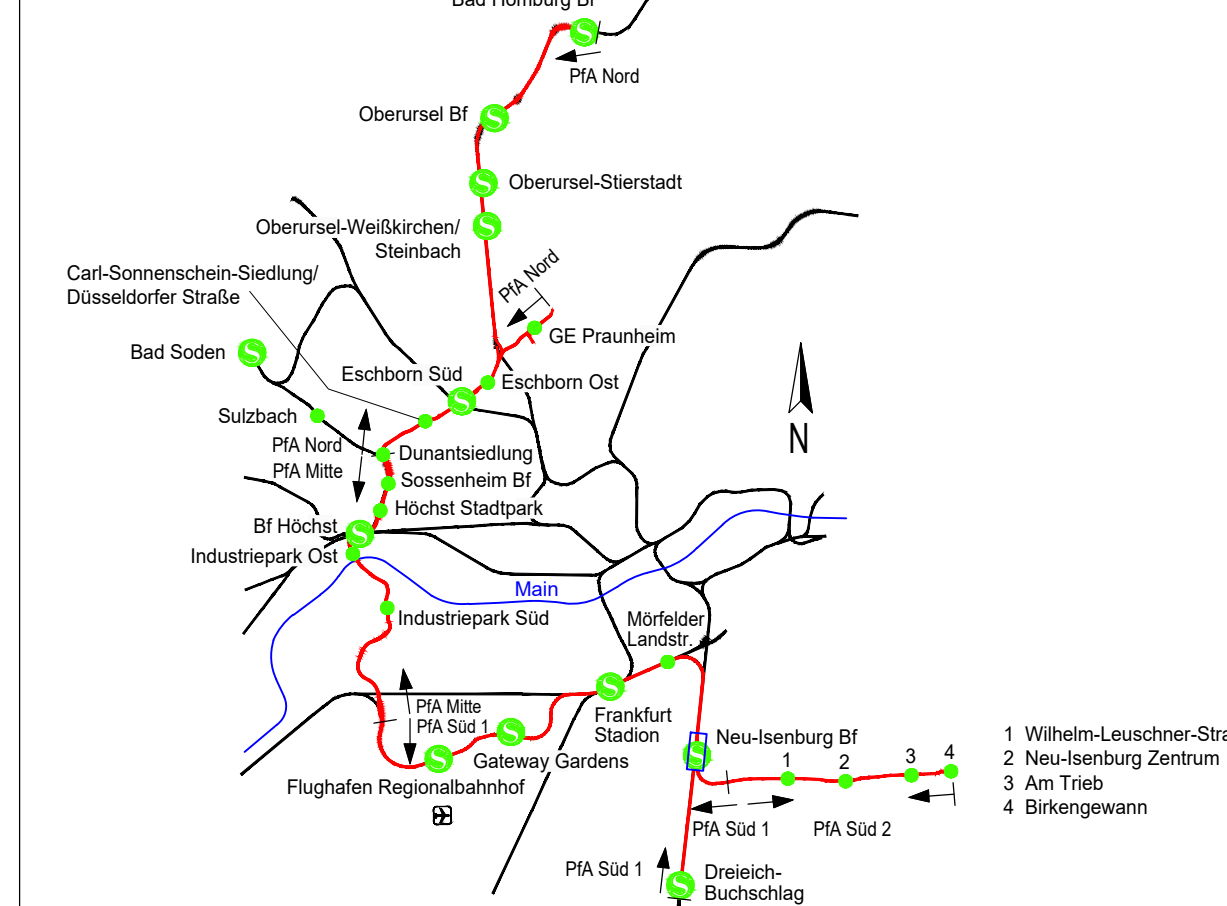 Bad Homburg Bf
PfA Nord
Oberursel Bf
Oberursel-Stierstadt
Oberursel-Weißkirchen/
Steinbach
PfA Nord
Carl-Sonnenschein-Siedlung/
Düsseldorfer Straße
GE Praunheim
Bad Soden
Eschborn Süd
Eschborn Ost
Sulzbach
PfA Nord
PfA Mitte
Dunantsiedlung
Sossenheim Bf
Höchst Stadtpark
Bf Höchst
Industriepark Ost
N
Main
Industriepark Süd
Mörfelder
Landstr.
PfA Mitte
PfA Süd 1
Frankfurt
Stadion
Gateway Gardens
Flughafen Regionalbahnhof
Neu-Isenburg Bf
1
2
3
4
1 Wilhelm-Leuschner-Stra
2 Neu-Isenburg Zentrum
3 Am Trieb
4 Birkengewann
PfA Süd 1
PfA Süd 2
PfA Süd 1
Dreieich-
Buchschlag